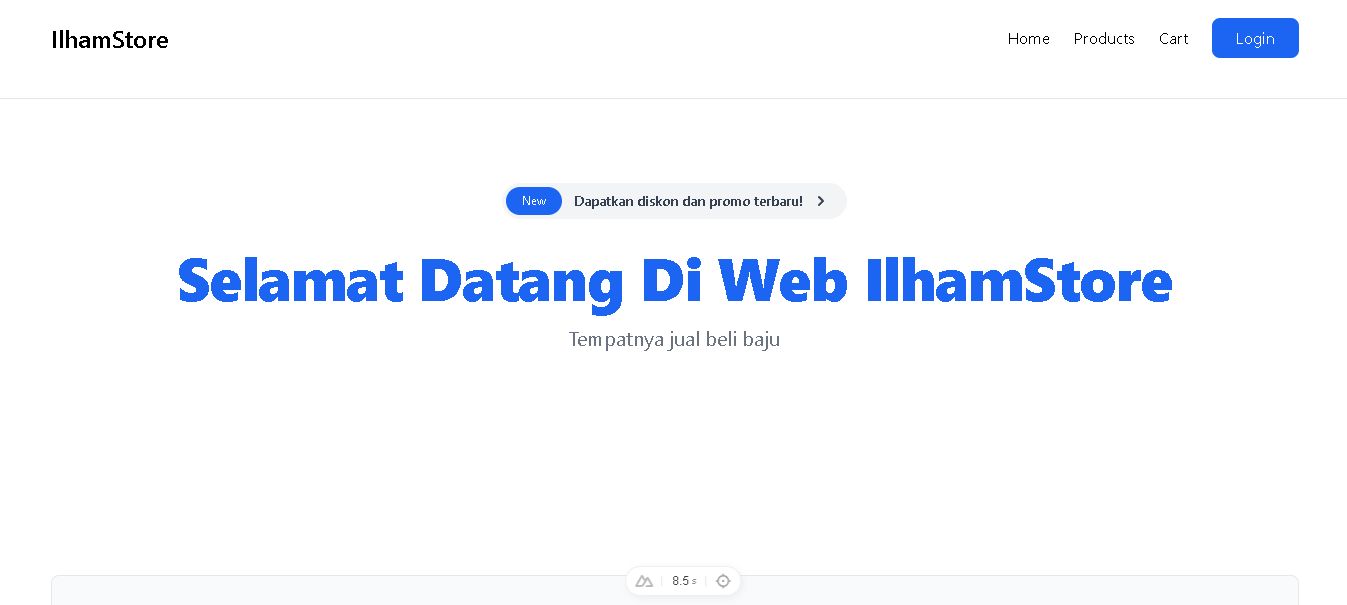 IlhamStore
Home Products Cart Login
New Dapatkan diskon dan promo terbaru!
Selamat Datang Di Web IlhamStore
Tempatnya jual beli baju
8.5 s